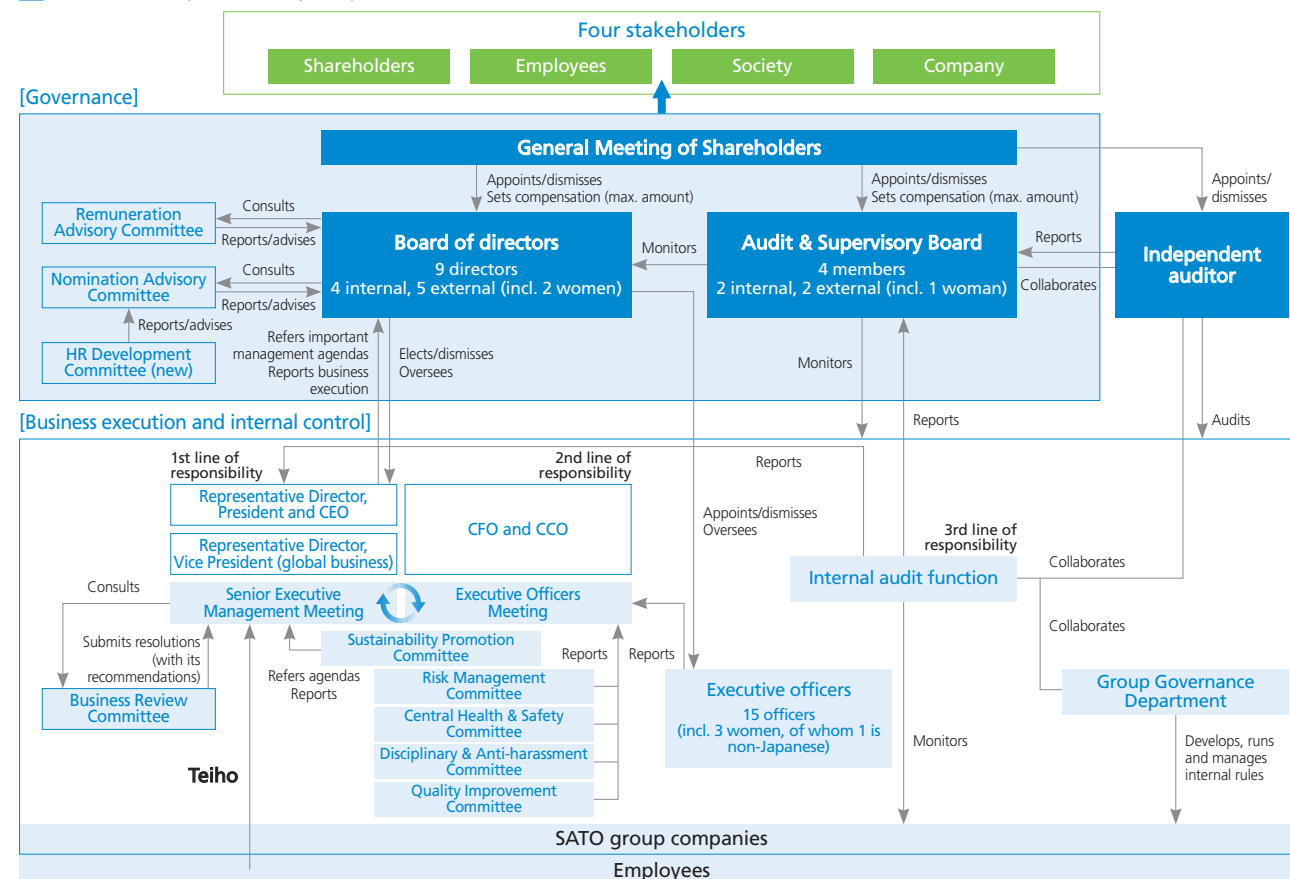 Four stakeholders
Shareholders
Employees
Society
Company
[Governance]
General Meeting of Shareholders
Appoints/dismisses
Sets compensation (max. amount)
Appoints/dismisses
Sets compensation (max. amount)
Appoints/
dismisses
Remuneration
Advisory Committee
Consults
Reports/advises
Nomination Advisory
Committee
Consults
Reports/advises
Reports/advises
HR Development
Committee (new)
Board of directors
9 directors
4 internal, 5 external (incl. 2 women)
Monitors
Audit & Supervisory Board
4 members
2 internal, 2 external (incl. 1 woman)
Reports
Collaborates
Independent
auditor
Refers important
management agendas
Reports business
execution
Elects/dismisses
Oversees
Monitors
Reports
Audits
[Business execution and internal control]
1st line of
responsibility
2nd line of
responsibility
Reports
Representative Director,
President and CEO
Representative Director,
Vice President (global business)
CFO and CCO
Appoints/dismisses
Oversees
3rd line of
responsibility
Internal audit function
Collaborates
Collaborates
Consults
Senior Executive
Management Meeting
Executive Officers
Meeting
Submits resolutions
(with its
recommendations)
Business Review
Committee
Refers agendas
Reports
Sustainability Promotion
Committee
Reports
Reports
Risk Management
Committee
Central Health & Safety
Committee
Disciplinary & Anti-harassment
Committee
Quality Improvement
Committee
Executive officers
15 officers
(incl. 3 women, of whom 1 is
non-Japanese)
Monitors
Group Governance
Department
Develops, runs
and manages
internal rules
Teiho
SATO group companies
Employees